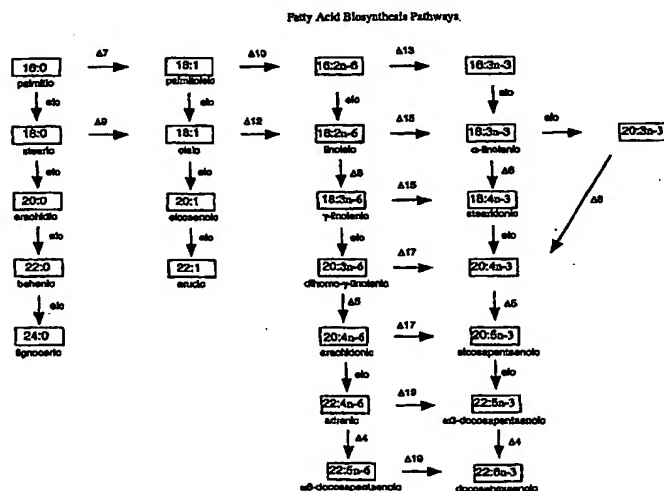 Fatty Acid Biosynthesis Pathways.
Δ7 Δ10 Δ13
16:0 16:1 16:2n-6 16:3n-3
palmitic palmitoleic
elo elo elo elo elo
Δ9 Δ12 Δ15
18:0 18:1 18:2n-6 18:3n-3 20:3n-3
stearic oleic linoleic α-linolenic
elo elo Δ6 Δ6 Δ8
Δ15
20:0 20:1 18:3n-6 18:4n-3
arachidic eicosenoic γ-linolenic stearidonic
elo elo elo elo
Δ17
22:0 22:1 20:3n-6 20:4n-3
behenic erucic dihomo-γ-linolenic
elo Δ5 Δ5
Δ17
24:0 20:4n-6 20:5n-3
lignoceric arachidonic eicosapentaenoic
elo elo
Δ19
22:4n-6 22:5n-3
adrenic ω3-docosapentaenoic
Δ4 Δ4
Δ19
22:5n-6 22:6n-3
ω6-docosapentaenoic docosahexaenoic